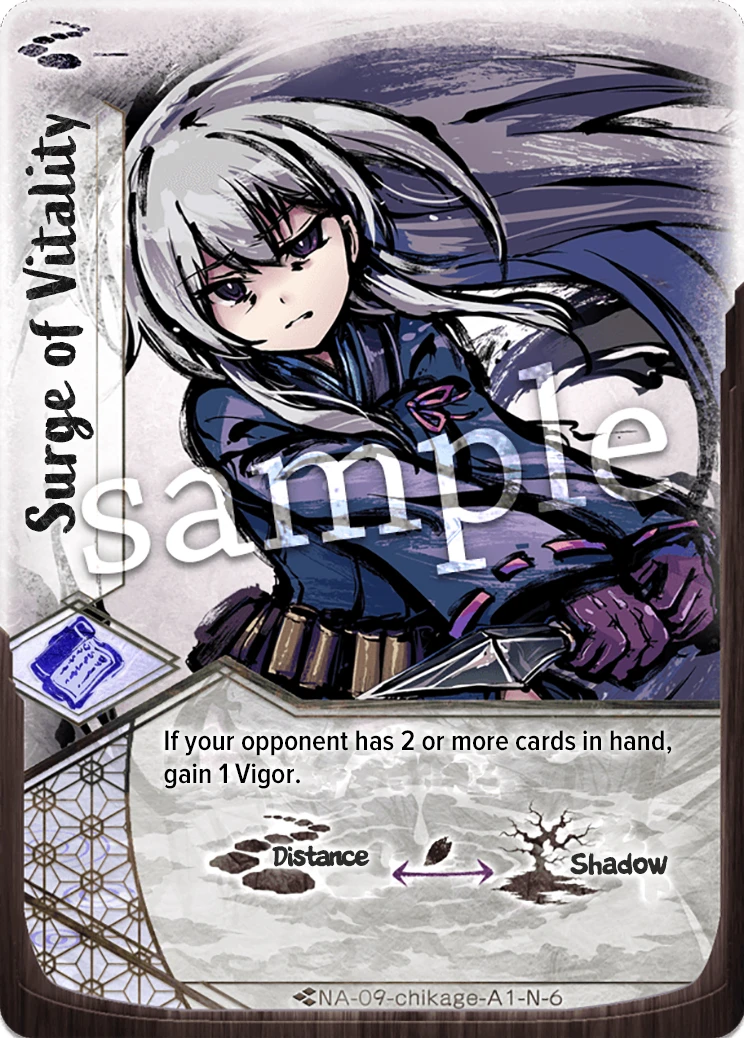 Surge of Vitality
sample
If your opponent has 2 or more cards in hand,
gain 1 Vigor.
Distance
Shadow
NA-09-chikage-A1-N-6